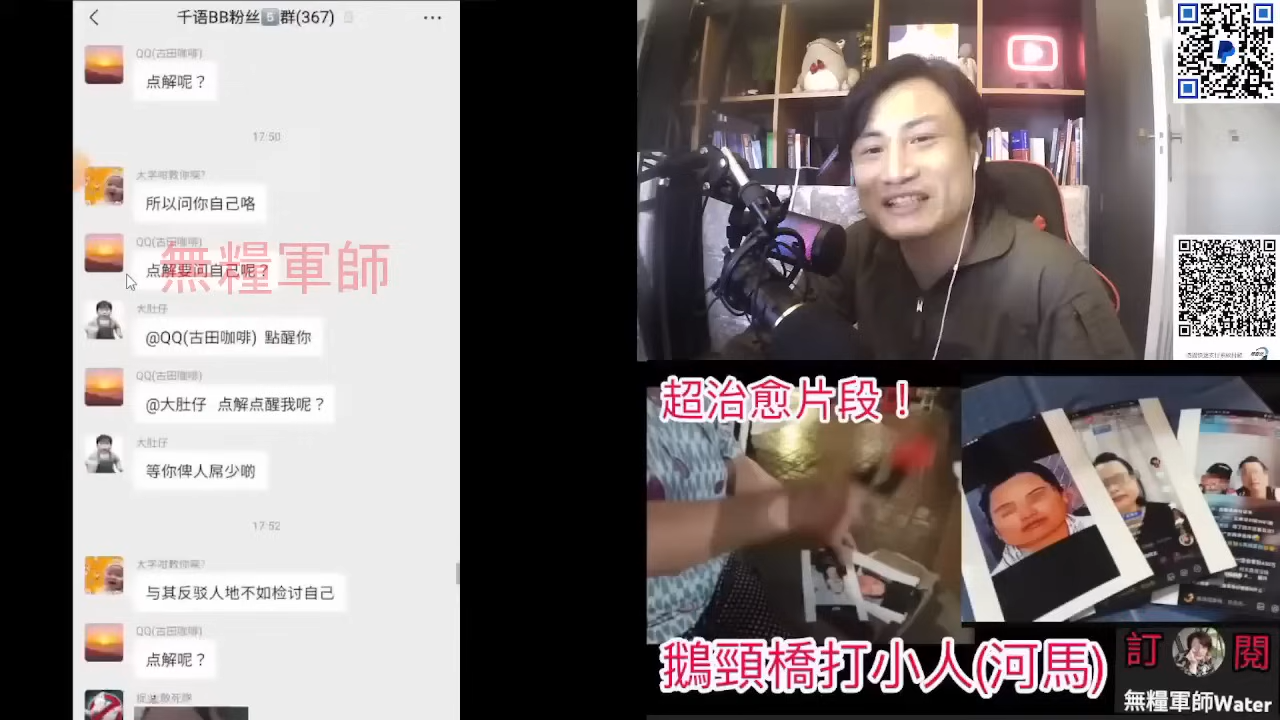 千语BB粉丝5群(367)
QQ(古田咖啡)
点解呢？
17:50
大学咁教你嘅?
所以问你自己咯
QQ(古田咖啡)
点解要问自己呢？
無糧軍師
大肚仔
@QQ(古田咖啡) 點醒你
QQ(古田咖啡)
@大肚仔 点解点醒我呢？
大肚仔
等你俾人屌少啲
17:52
大学咁教你嘅?
与其反驳人地不如检讨自己
QQ(古田咖啡)
点解呢？
超治愈片段！
鵝頸橋打小人(河馬)
訂
閱
無糧軍師Water